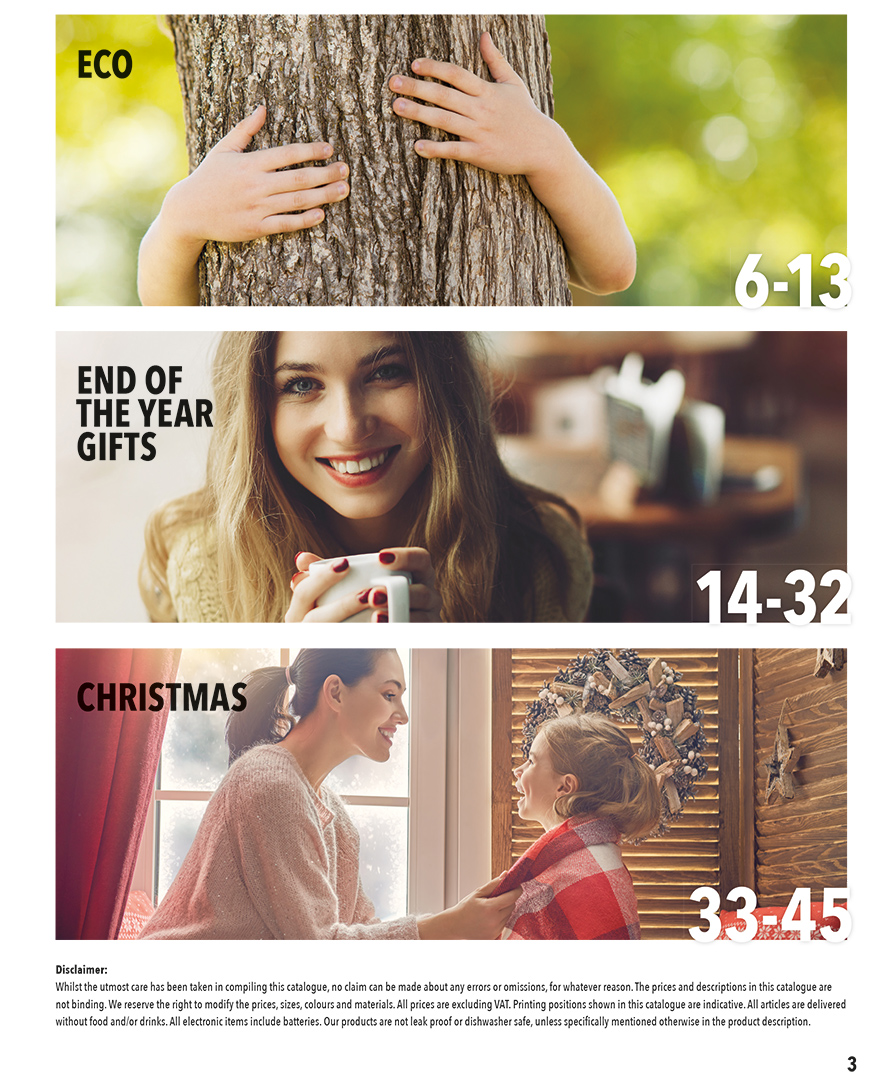 ECO
6-13
END OF
THE YEAR
GIFTS
14-32
CHRISTMAS
33-45
Disclaimer:
Whilst the utmost care has been taken in compiling this catalogue, no claim can be made about any errors or omissions, for whatever reason. The prices and descriptions in this catalogue are
not binding. We reserve the right to modify the prices, sizes, colours and materials. All prices are excluding VAT. Printing positions shown in this catalogue are indicative. All articles are delivered
without food and/or drinks. All electronic items include batteries. Our products are not leak proof or dishwasher safe, unless specifically mentioned otherwise in the product description.
3